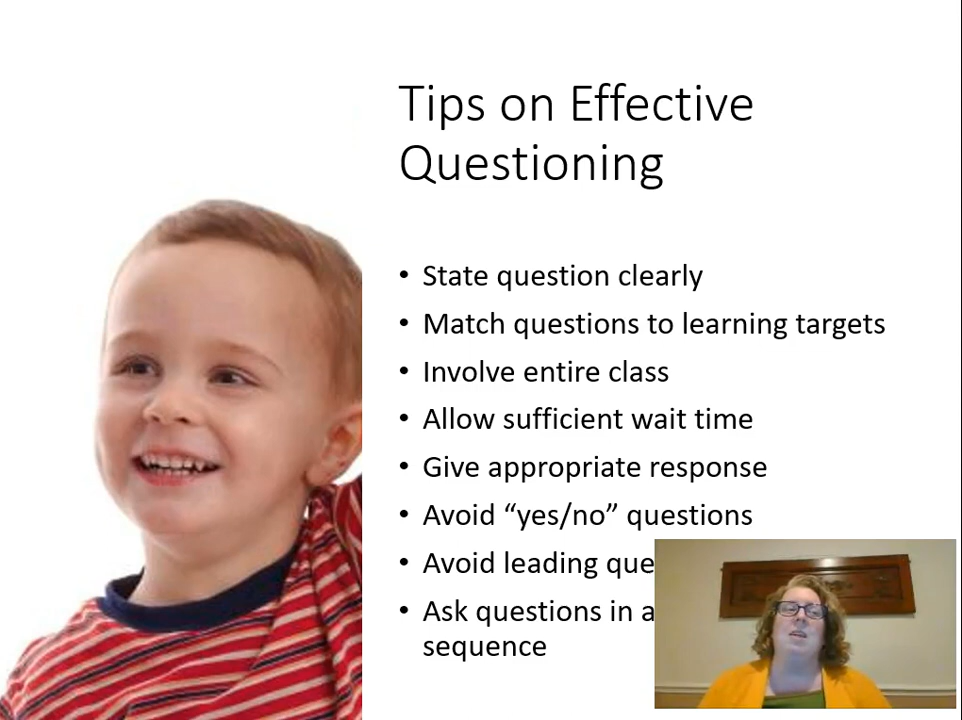 Tips on Effective
Questioning
• State question clearly
• Match questions to learning targets
• Involve entire class
• Allow sufficient wait time
• Give appropriate response
• Avoid “yes/no” questions
• Avoid leading
• Ask questions in a
sequence